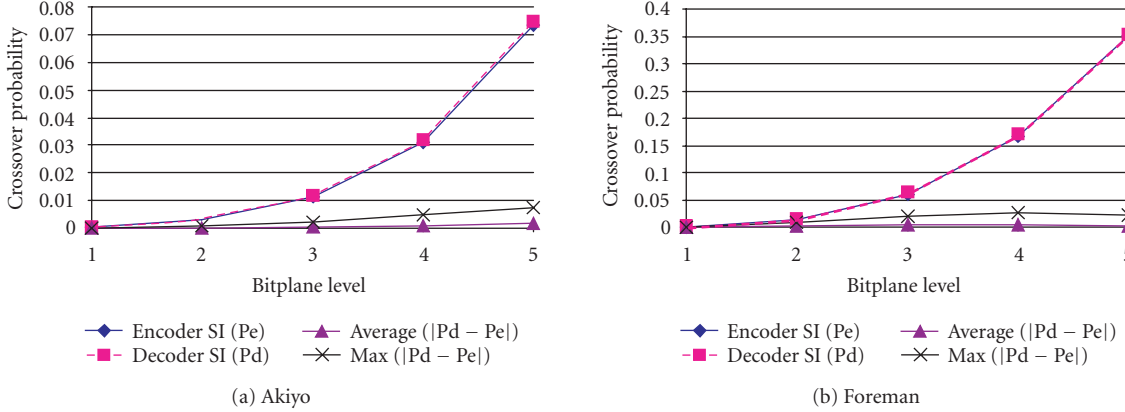 0.08
0.07
0.06
0.05
0.04
0.03
0.02
0.01
0
Crossover probability
1 2 3 4 5
Bitplane level
Encoder SI (Pe)
Decoder SI (Pd)
Average (|Pd − Pe|)
Max (|Pd − Pe|)
(a) Akiyo
0.4
0.35
0.3
0.25
0.2
0.15
0.1
0.05
0
Crossover probability
1 2 3 4 5
Bitplane level
Encoder SI (Pe)
Decoder SI (Pd)
Average (|Pd − Pe|)
Max (|Pd − Pe|)
(b) Foreman